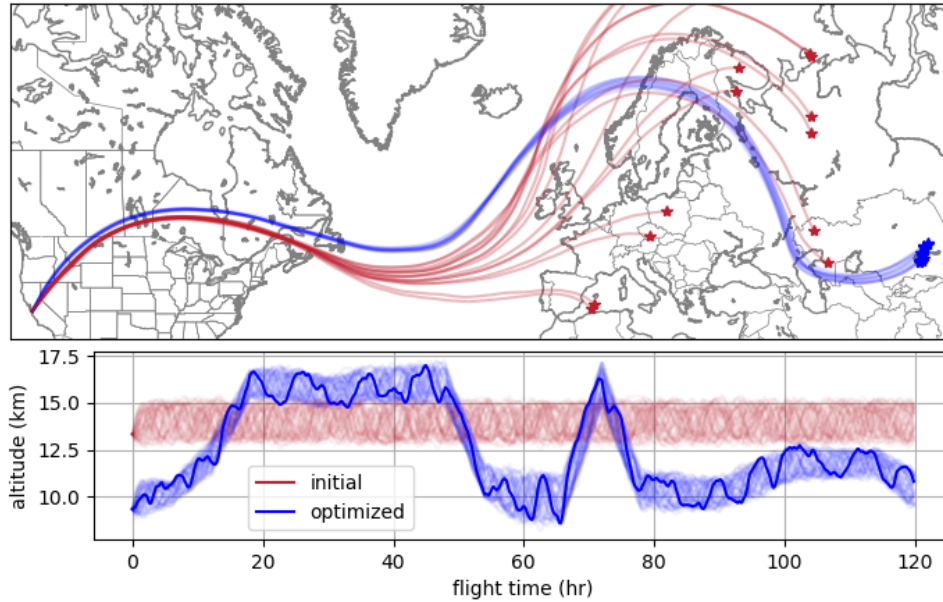 17.5
15.0
12.5
10.0
altitude (km)
initial
optimized
0 20 40 60 80 100 120
flight time (hr)